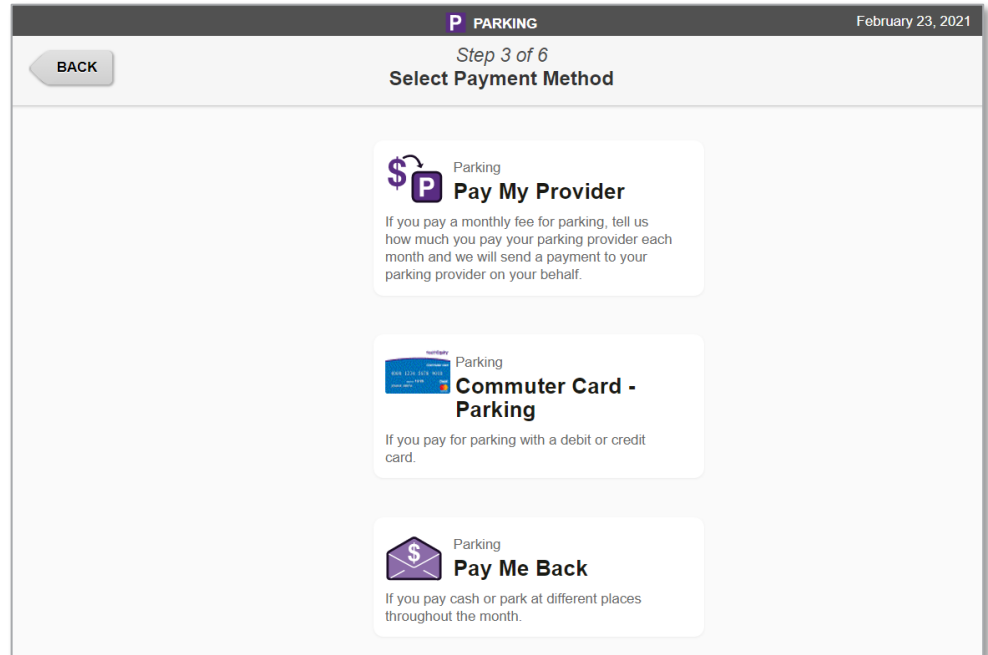 P PARKING
February 23, 2021
BACK
Step 3 of 6
Select Payment Method
$
P
Parking
Pay My Provider
If you pay a monthly fee for parking, tell us
how much you pay your parking provider each
month and we will send a payment to your
parking provider on your behalf.
Parking
Commuter Card -
Parking
If you pay for parking with a debit or credit
card.
$
Parking
Pay Me Back
If you pay cash or park at different places
throughout the month.